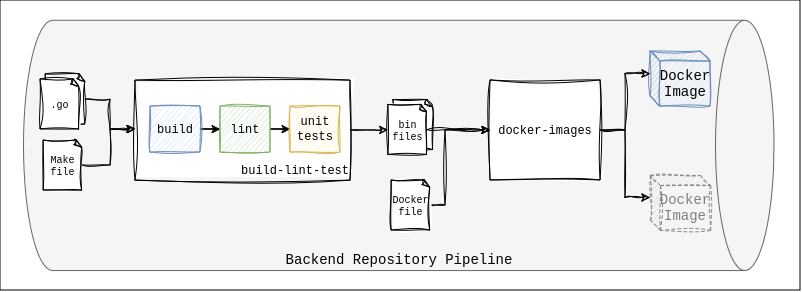 .go
Make
file
build
lint
unit
tests
build-lint-test
bin
files
Docker
file
docker-images
Docker
Image
Docker
Image
Backend Repository Pipeline